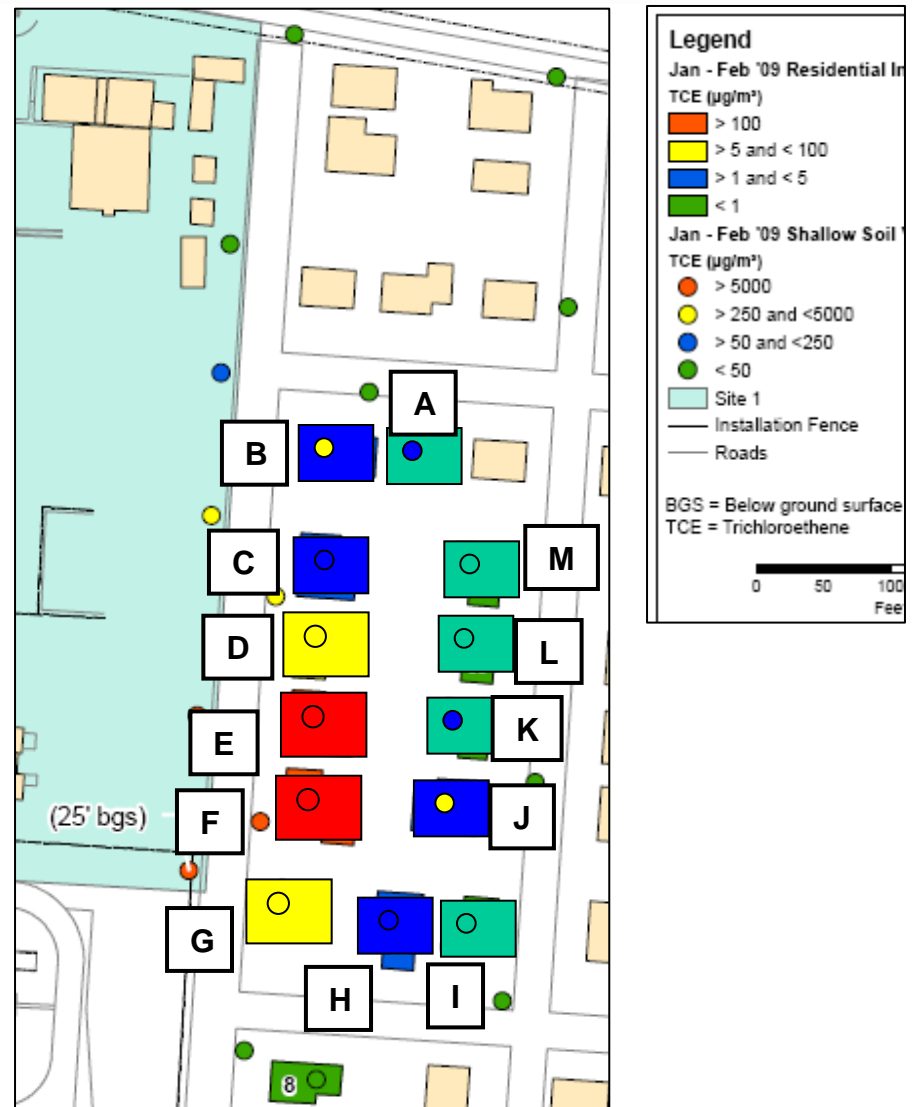 A
B
C
M
D
L
E
K
F
J
(25' bgs)
G
H
I
8
Legend
Jan - Feb '09 Residential In
TCE (µg/m³)
> 100
> 5 and < 100
> 1 and < 5
< 1
Jan - Feb '09 Shallow Soil
TCE (µg/m³)
> 5000
> 250 and <5000
> 50 and <250
< 50
Site 1
Installation Fence
Roads
BGS = Below ground surface
TCE = Trichloroethene
0 50 100
Fee